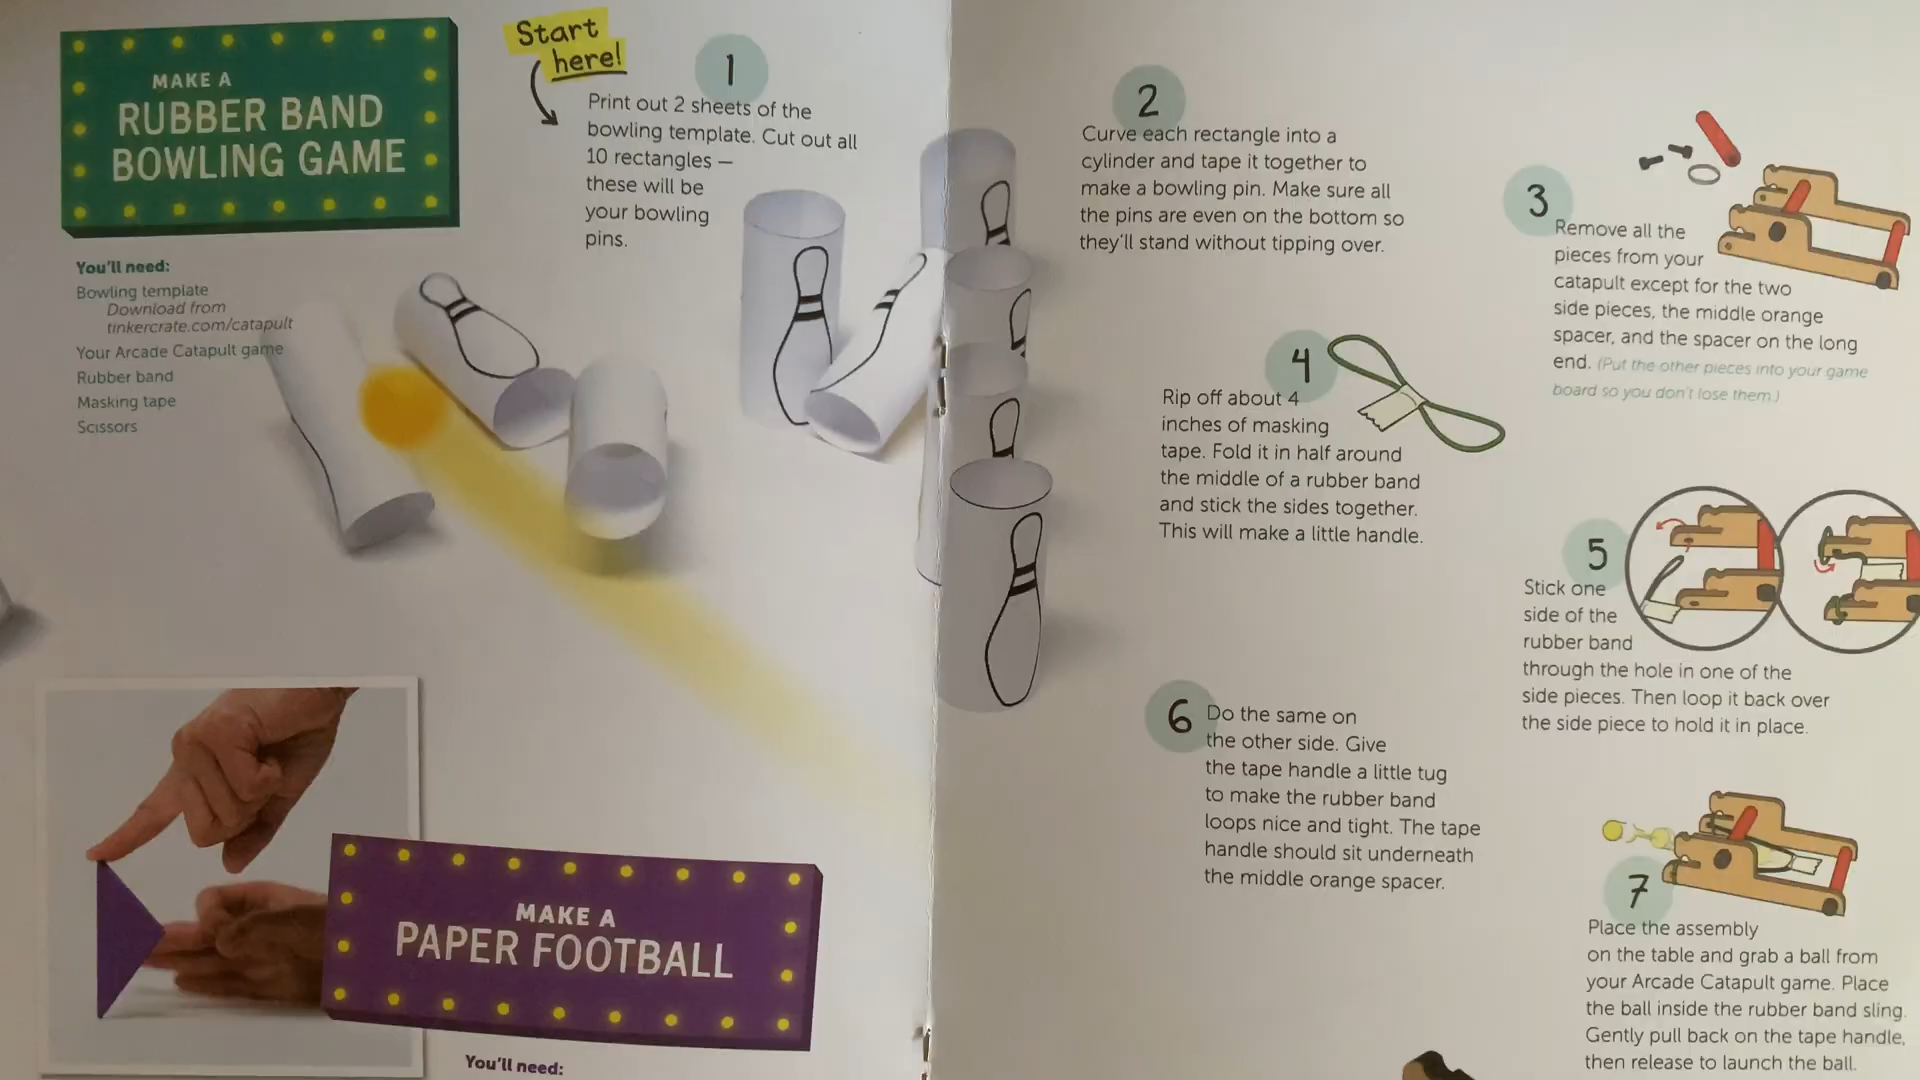 MAKE A
RUBBER BAND
BOWLING GAME
You'll need:
Bowling template
Download from
tinkercrate.com/catapult
Your Arcade Catapult game
Rubber band
Masking tape
Scissors
Start
here!
1
Print out 2 sheets of the
bowling template. Cut out all
10 rectangles —
these will be
your bowling
pins.
2
Curve each rectangle into a
cylinder and tape it together to
make a bowling pin. Make sure all
the pins are even on the bottom so
they'll stand without tipping over.
3
Remove all the
pieces from your
catapult except for the two
side pieces, the middle orange
spacer, and the spacer on the long
end. (Put the other pieces into your game
board so you don't lose them.)
4
Rip off about 4
inches of masking
tape. Fold it in half around
the middle of a rubber band
and stick the sides together.
This will make a little handle.
5
Stick one
side of the
rubber band
through the hole in one of the
side pieces. Then loop it back over
the side piece to hold it in place.
6
Do the same on
the other side. Give
the tape handle a little tug
to make the rubber band
loops nice and tight. The tape
handle should sit underneath
the middle orange spacer.
7
Place the assembly
on the table and grab a ball from
your Arcade Catapult game. Place
the ball inside the rubber band sling.
Gently pull back on the tape handle,
then release to launch the ball.
MAKE A
PAPER FOOTBALL
You'll need: